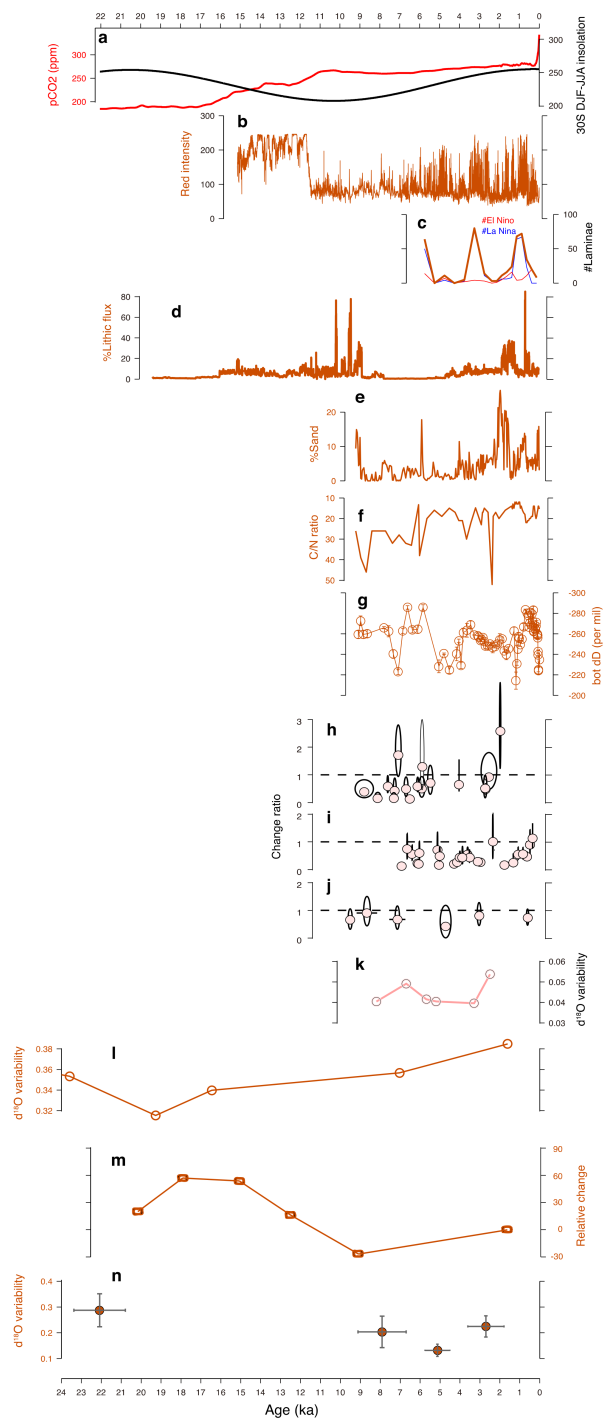 22 21 20 19 18 17 16 15 14 13 12 11 10 9 8 7 6 5 4 3 2 1 0
a
pCO2 (ppm)
300
250
200
300
250
200
30S DJF-JJA insolation
b
Red intensity
300
200
100
0
c
#El Nino
#La Nina
100
50
0
#Laminae
d
%Lithic flux
80
60
40
20
0
e
%Sand
20
10
0
f
C/N ratio
10
20
30
40
50
g
-300
-280
-260
-240
-220
-200
bot dD (per mil)
h
3
2
1
0
Change ratio
i
2
1
0
j
2
1
0
k
0.06
0.05
0.04
0.03
d¹⁸O variability
l
d¹⁸O variability
0.38
0.36
0.34
0.32
m
90
60
30
0
-30
Relative change
n
d¹⁸O variability
0.4
0.3
0.2
0.1
24 23 22 21 20 19 18 17 16 15 14 13 12 11 10 9 8 7 6 5 4 3 2 1 0
Age (ka)